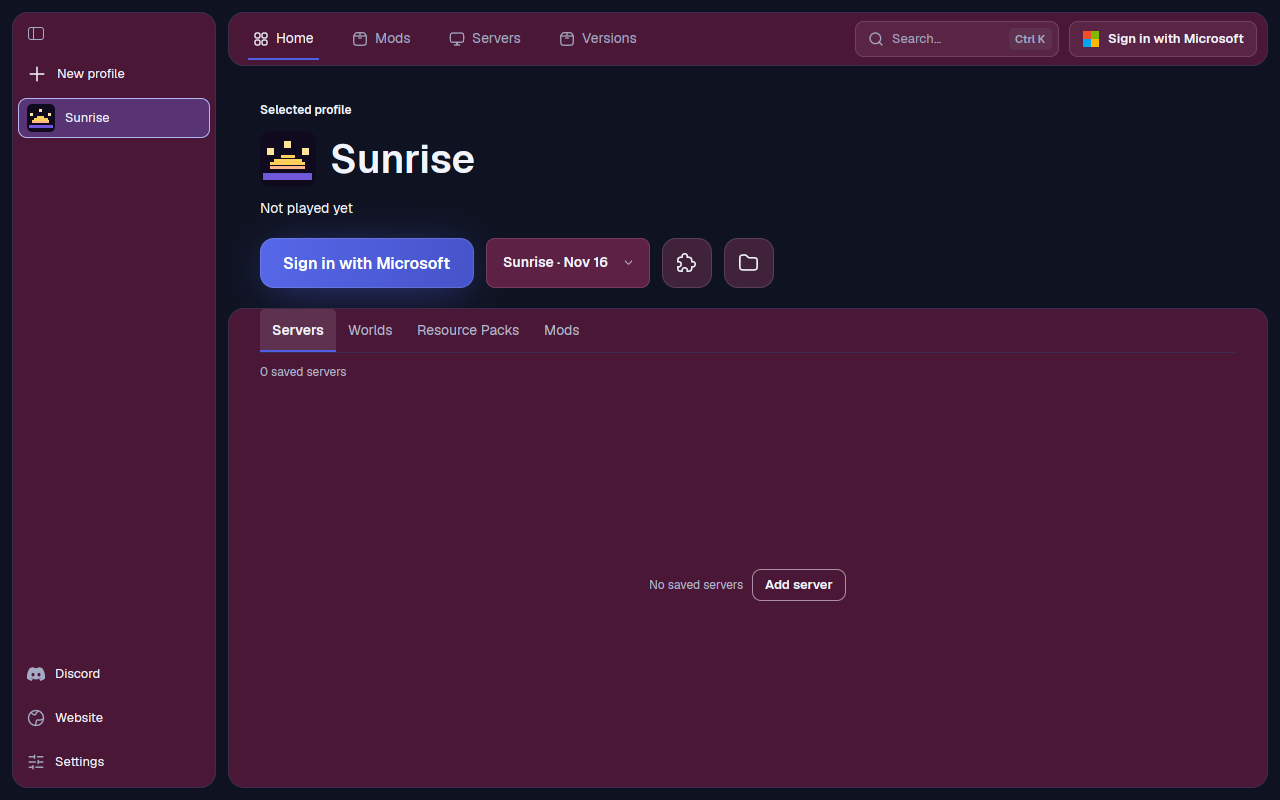 Home
Mods
Servers
Versions
Search...
Ctrl K
Sign in with Microsoft
New profile
Sunrise
Selected profile
Sunrise
Not played yet
Sign in with Microsoft
Sunrise · Nov 16
Servers
Worlds
Resource Packs
Mods
0 saved servers
No saved servers
Add server
Discord
Website
Settings